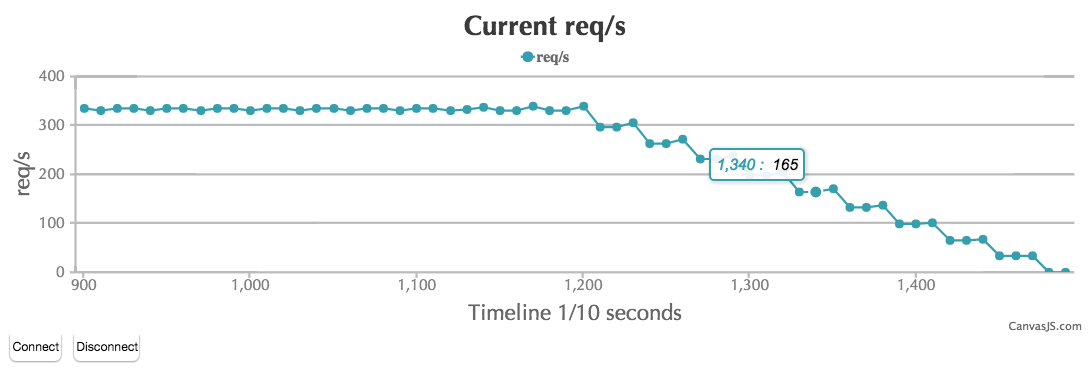 Current req/s
req/s
400
300
200
100
0
req/s
1,340 : 165
900 1,000 1,100 1,200 1,300 1,400
Timeline 1/10 seconds
CanvasJS.com
Connect Disconnect